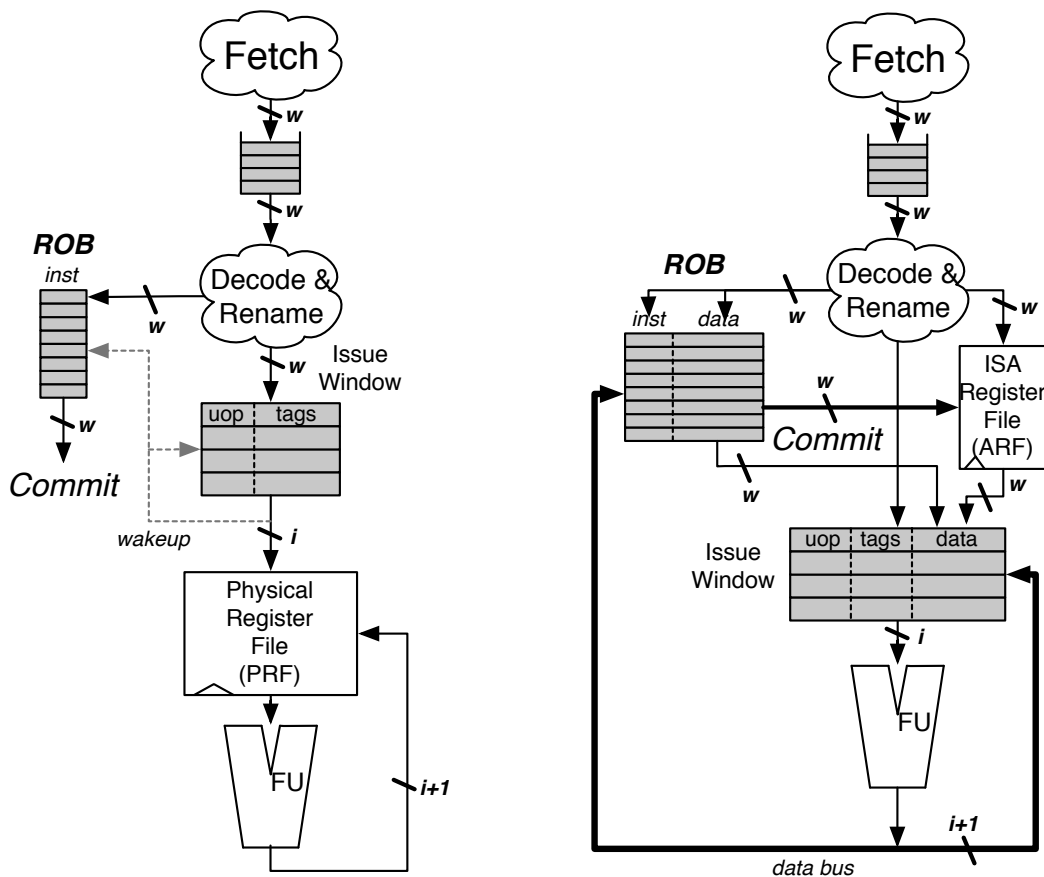 Fetch
w
w
ROB
inst
Decode &
Rename
w
w
Issue
Window
uop
tags
w
Commit
wakeup
i
Physical
Register
File
(PRF)
FU
i+1
Fetch
w
w
ROB
inst
data
w
Decode &
Rename
w
ISA
Register
File
(ARF)
w
Commit
w
w
Issue
Window
uop
tags
data
i
FU
i+1
data bus